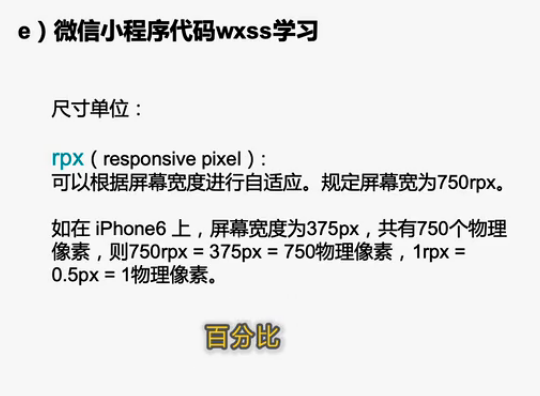 e）微信小程序代码wxss学习
尺寸单位：
rpx（responsive pixel）:
可以根据屏幕宽度进行自适应。规定屏幕宽为750rpx。
如在 iPhone6 上，屏幕宽度为375px，共有750个物理
像素，则750rpx = 375px = 750物理像素，1rpx =
0.5px = 1物理像素。
百分比